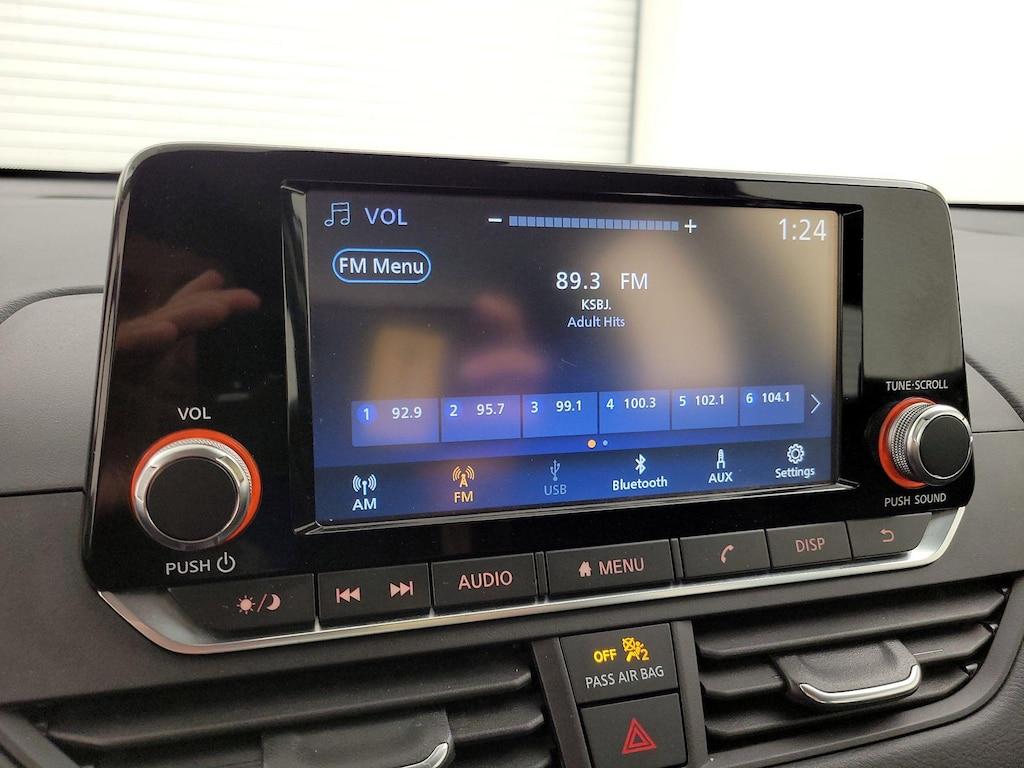 VOL
− +
1:24
FM Menu
89.3 FM
KSBJ.
Adult Hits
1 92.9
2 95.7
3 99.1
4 100.3
5 102.1
6 104.1
AM
FM
USB
Bluetooth
AUX
Settings
VOL
PUSH
TUNE·SCROLL
PUSH SOUND
AUDIO
MENU
DISP
OFF 2
PASS AIR BAG